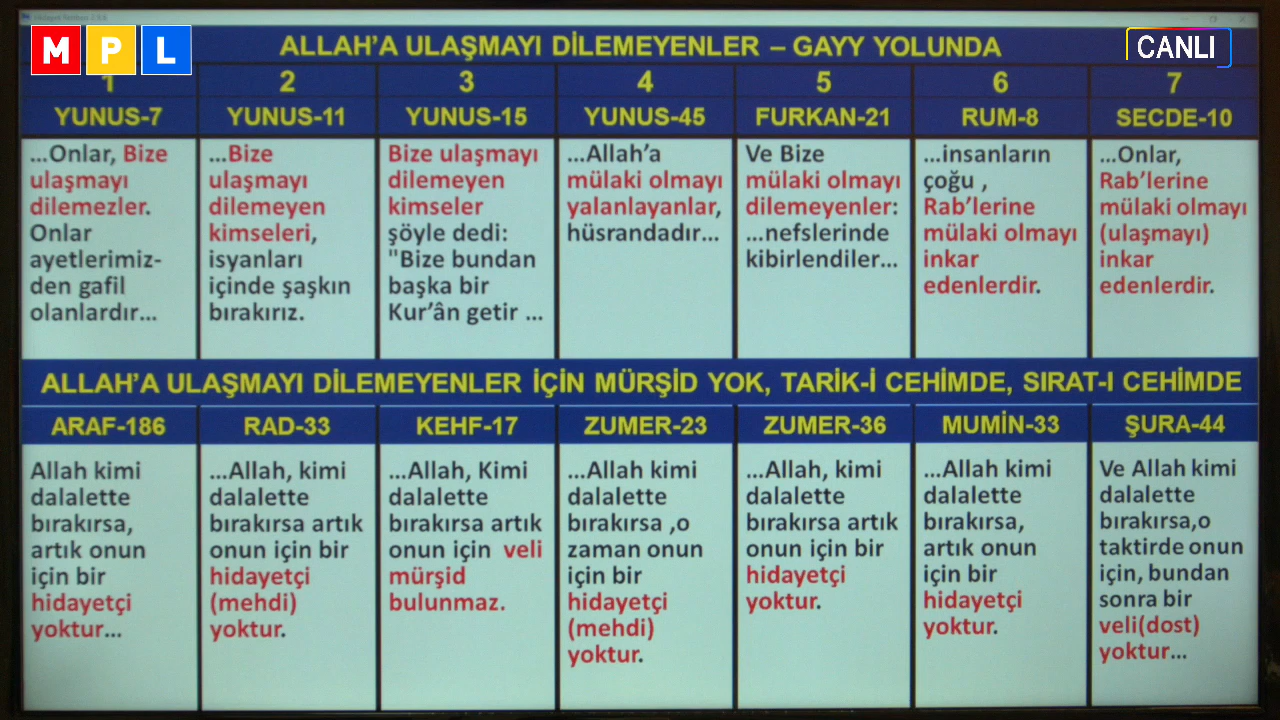 MPL
CANLI
ALLAH’A ULAŞMAYI DİLEMEYENLER – GAYY YOLUNDA
1
2
3
4
5
6
7
YUNUS-7
YUNUS-11
YUNUS-15
YUNUS-45
FURKAN-21
RUM-8
SECDE-10
...Onlar, Bize
ulaşmayı
dilemezler.
Onlar
ayetlerimiz-
den gafil
olanlardır...
...Bize
ulaşmayı
dilemeyen
kimseleri,
isyanları
içinde şaşkın
bırakırız.
Bize ulaşmayı
dilemeyen
kimseler
şöyle dedi:
"Bize bundan
başka bir
Kur’ân getir ...
...Allah’a
mülaki olmayı
yalanlayanlar,
hüsrandadır...
Ve Bize
mülaki olmayı
dilemeyenler:
...nefslerinde
kibirlendiler...
...insanların
çoğu ,
Rab’lerine
mülaki olmayı
inkar
edenlerdir.
...Onlar,
Rab’lerine
mülaki olmayı
(ulaşmayı)
inkar
edenlerdir.
ALLAH’A ULAŞMAYI DİLEMEYENLER İÇİN MÜRŞİD YOK, TARİK-İ CEHİMDE, SIRAT-I CEHİMDE
ARAF-186
RAD-33
KEHF-17
ZUMER-23
ZUMER-36
MUMİN-33
ŞURA-44
Allah kimi
dalalette
bırakırsa,
artık onun
için bir
hidayetçi
yoktur...
...Allah, kimi
dalalette
bırakırsa artık
onun için bir
hidayetçi
(mehdi)
yoktur.
...Allah, Kimi
dalalette
bırakırsa artık
onun için veli
mürşid
bulunmaz.
...Allah kimi
dalalette
bırakırsa ,o
zaman onun
için bir
hidayetçi
(mehdi)
yoktur.
...Allah, kimi
dalalette
bırakırsa artık
onun için bir
hidayetçi
yoktur.
...Allah kimi
dalalette
bırakırsa,
artık onun
için bir
hidayetçi
yoktur.
Ve Allah kimi
dalalette
bırakırsa,o
taktirde onun
için, bundan
sonra bir
veli(dost)
yoktur...